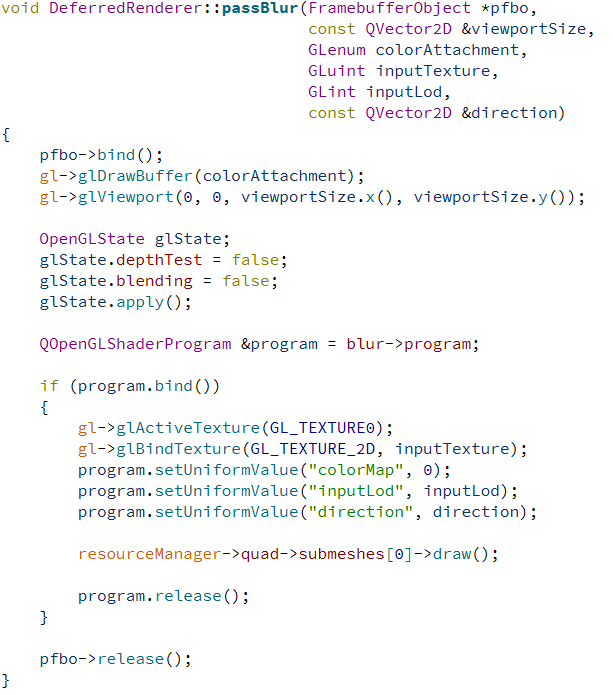 void DeferredRenderer::passBlur(FramebufferObject *pfbo,
                                const QVector2D &viewportSize,
                                GLenum colorAttachment,
                                GLuint inputTexture,
                                GLint inputLod,
                                const QVector2D &direction)
{
    pfbo->bind();
    gl->glDrawBuffer(colorAttachment);
    gl->glViewport(0, 0, viewportSize.x(), viewportSize.y());

    OpenGLState glState;
    glState.depthTest = false;
    glState.blending = false;
    glState.apply();

    QOpenGLShaderProgram &program = blur->program;

    if (program.bind())
    {
        gl->glActiveTexture(GL_TEXTURE0);
        gl->glBindTexture(GL_TEXTURE_2D, inputTexture);
        program.setUniformValue("colorMap", 0);
        program.setUniformValue("inputLod", inputLod);
        program.setUniformValue("direction", direction);

        resourceManager->quad->submeshes[0]->draw();

        program.release();
    }

    pfbo->release();
}